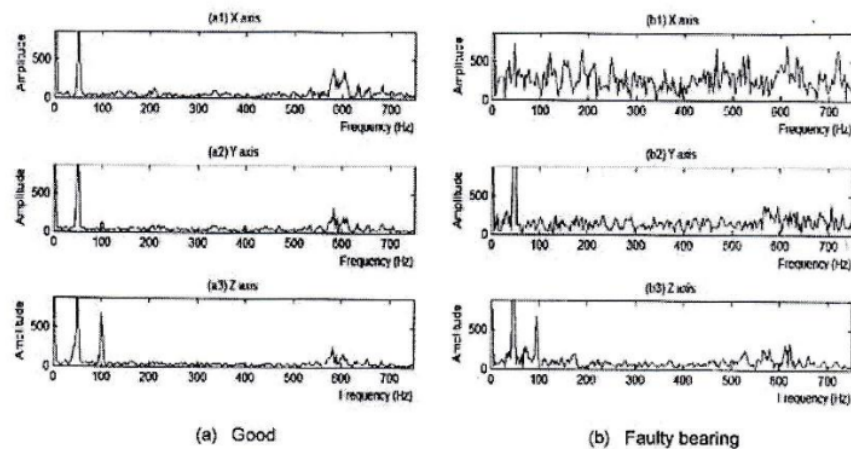 (a1) X axis
Amplitude
500
0
0 100 200 300 400 500 600 700
Frequency (Hz)
(a2) Y axis
Amplitude
500
0
0 100 200 300 400 500 600 700
Frequency (Hz)
(a3) Z axis
Amplitude
500
0
0 100 200 300 400 500 600 700
Frequency (Hz)
(a) Good
(b1) X axis
Amplitude
500
0
0 100 200 300 400 500 600 700
Frequency (Hz)
(b2) Y axis
Amplitude
500
0
0 100 200 300 400 500 600 700
Frequency (Hz)
(b3) Z axis
Amplitude
500
0
0 100 200 300 400 500 600 700
Frequency (Hz)
(b) Faulty bearing